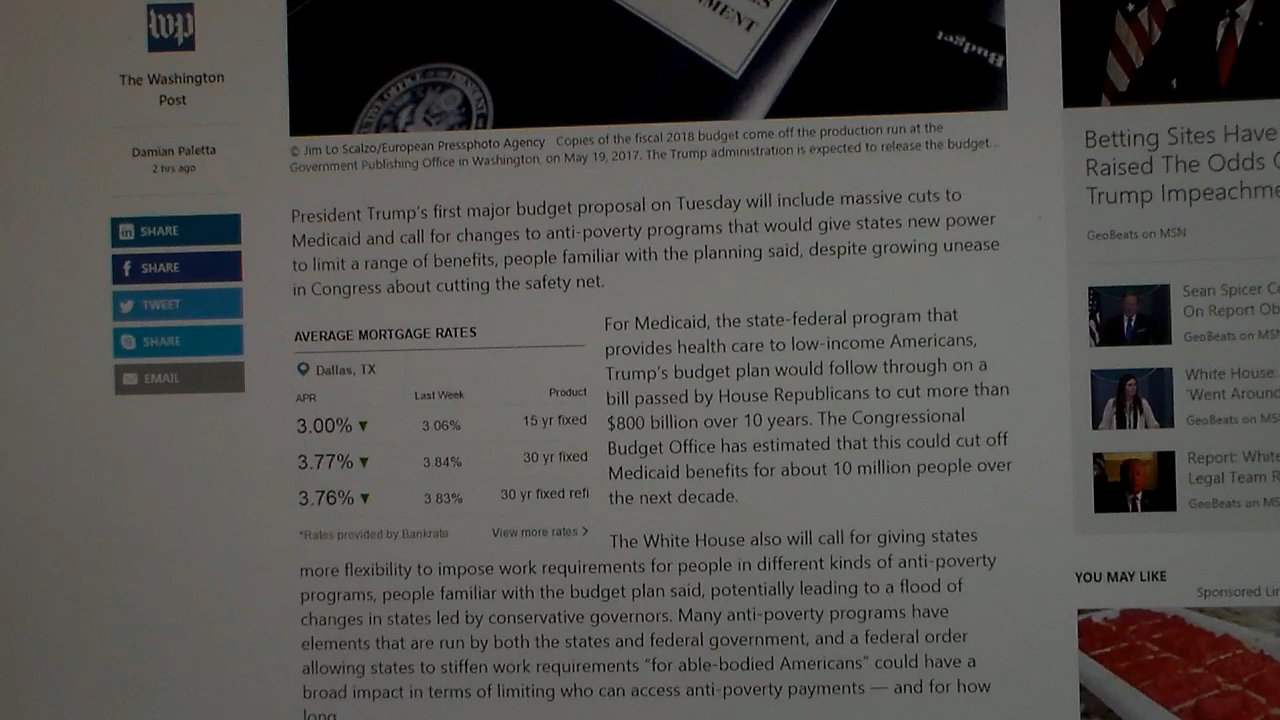 wp
The Washington
Post
Damian Paletta
2 hrs ago
in SHARE
f SHARE
TWEET
SHARE
EMAIL
MENT
Budget
© Jim Lo Scalzo/European Pressphoto Agency Copies of the fiscal 2018 budget come off the production run at the
Government Publishing Office in Washington, on May 19, 2017. The Trump administration is expected to release the budget...
President Trump's first major budget proposal on Tuesday will include massive cuts to
Medicaid and call for changes to anti-poverty programs that would give states new power
to limit a range of benefits, people familiar with the planning said, despite growing unease
in Congress about cutting the safety net.
AVERAGE MORTGAGE RATES
Dallas, TX
APR Last Week Product
3.00% ▼ 3.06% 15 yr fixed
3.77% ▼ 3.84% 30 yr fixed
3.76% ▼ 3.83% 30 yr fixed refi
*Rates provided by Bankrate View more rates >
For Medicaid, the state-federal program that
provides health care to low-income Americans,
Trump's budget plan would follow through on a
bill passed by House Republicans to cut more than
$800 billion over 10 years. The Congressional
Budget Office has estimated that this could cut off
Medicaid benefits for about 10 million people over
the next decade.
The White House also will call for giving states
more flexibility to impose work requirements for people in different kinds of anti-poverty
programs, people familiar with the budget plan said, potentially leading to a flood of
changes in states led by conservative governors. Many anti-poverty programs have
elements that are run by both the states and federal government, and a federal order
allowing states to stiffen work requirements "for able-bodied Americans" could have a
broad impact in terms of limiting who can access anti-poverty payments — and for how
long
Betting Sites Have
Raised The Odds
Trump Impeachme
GeoBeats on MSN
Sean Spicer
On Report Ob
GeoBeats on MS
White House:
'Went Around
GeoBeats on MS
Report: White
Legal Team R
GeoBeats on MS
YOU MAY LIKE
Sponsored Lin